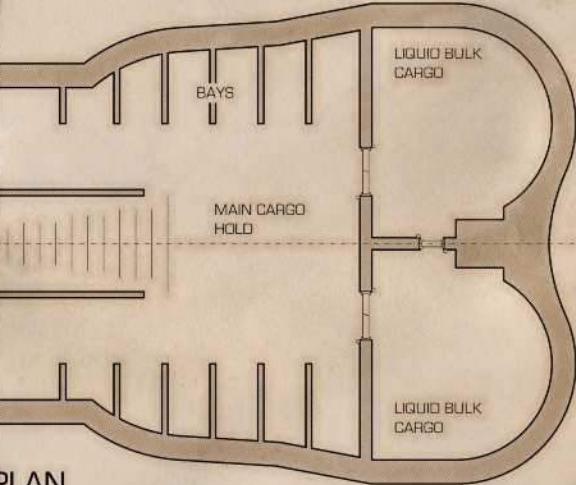 LIQUID BULK
CARGO
BAYS
MAIN CARGO
HOLD
LIQUID BULK
CARGO
PLAN